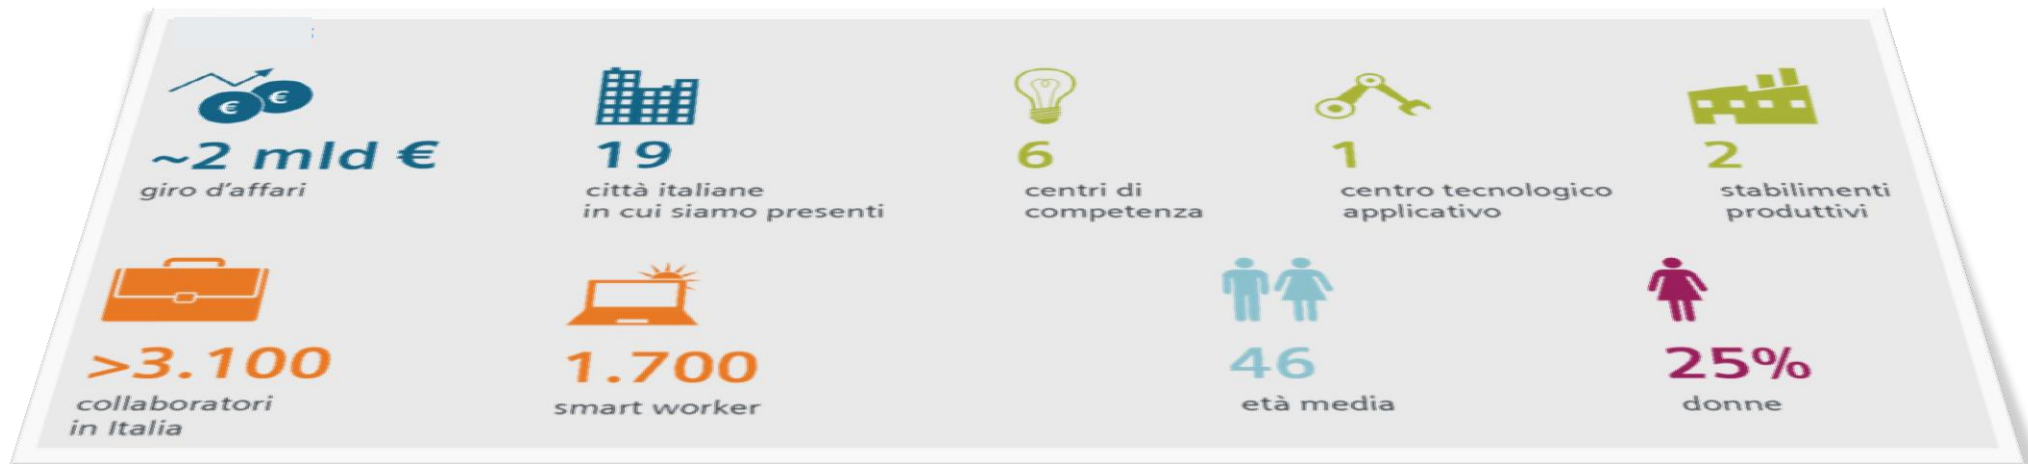 ~2 mld €
giro d'affari
19
città italiane
in cui siamo presenti
6
centri di
competenza
1
centro tecnologico
applicativo
2
stabilimenti
produttivi
>3.100
collaboratori
in Italia
1.700
smart worker
46
età media
25%
donne